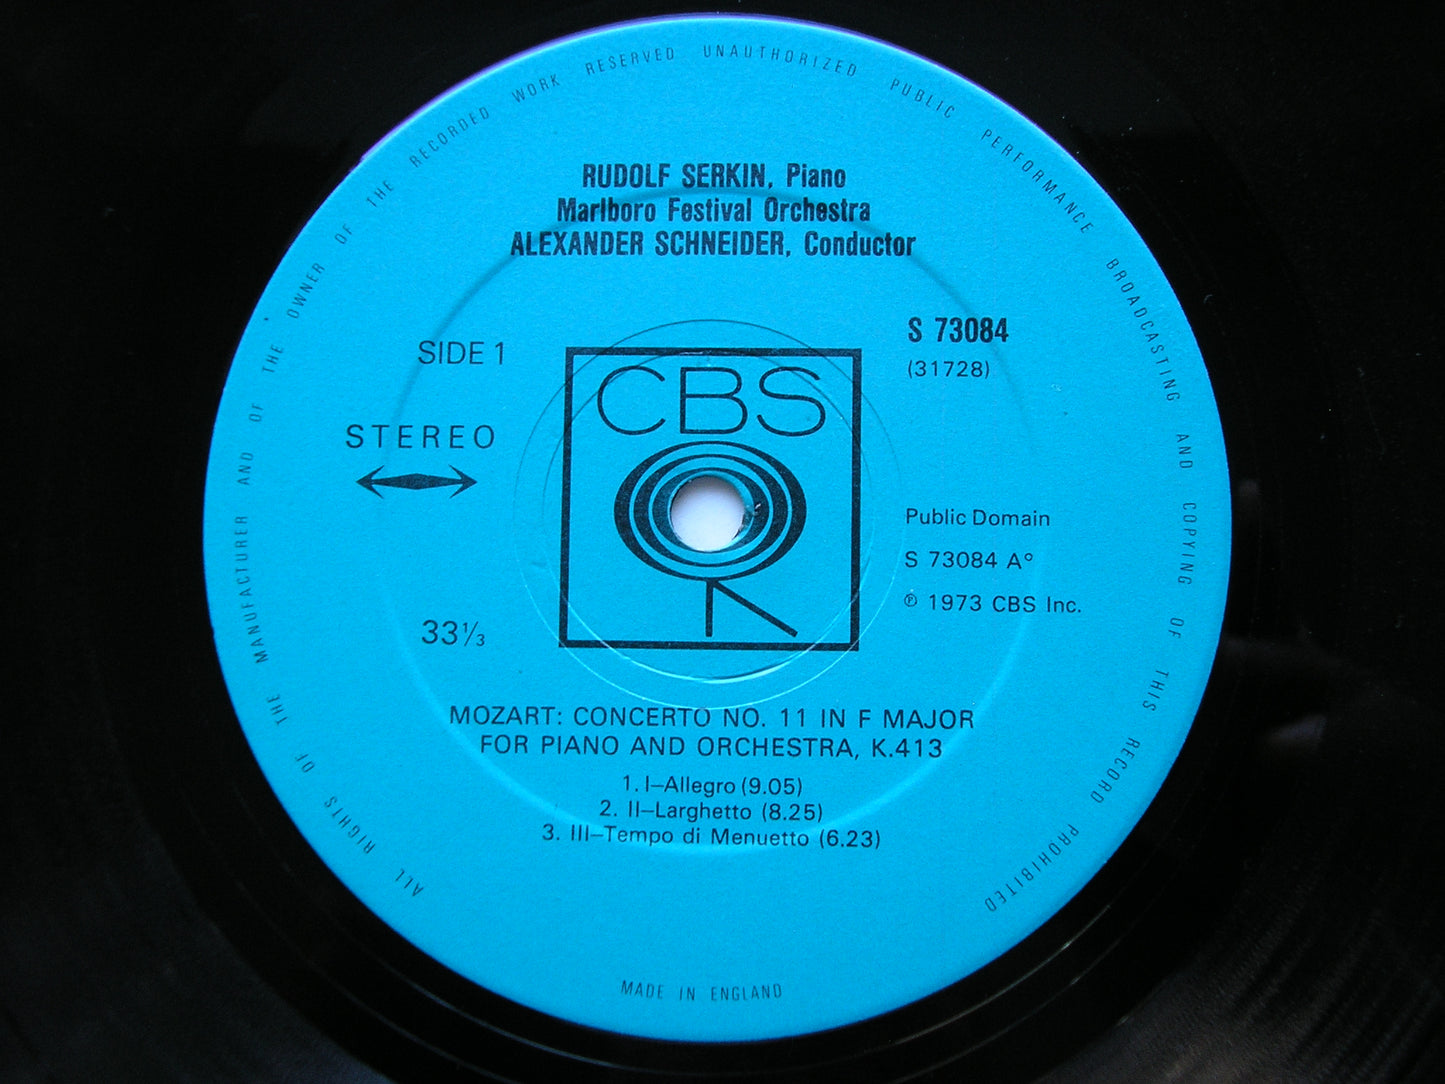 ALL RIGHTS OF THE MANUFACTURER AND OF THE OWNER OF THE RECORDED WORK RESERVED UNAUTHORIZED PUBLIC PERFORMANCE BROADCASTING AND COPYING OF THIS RECORD PROHIBITED
RUDOLF SERKIN, Piano
Marlboro Festival Orchestra
ALEXANDER SCHNEIDER, Conductor
S 73084
SIDE 1
(31728)
CBS
STEREO
Public Domain
S 73084 A°
℗ 1973 CBS Inc.
33⅓
MOZART: CONCERTO NO. 11 IN F MAJOR
FOR PIANO AND ORCHESTRA, K.413
1. I–Allegro (9.05)
2. II–Larghetto (8.25)
3. III–Tempo di Menuetto (6.23)
MADE IN ENGLAND